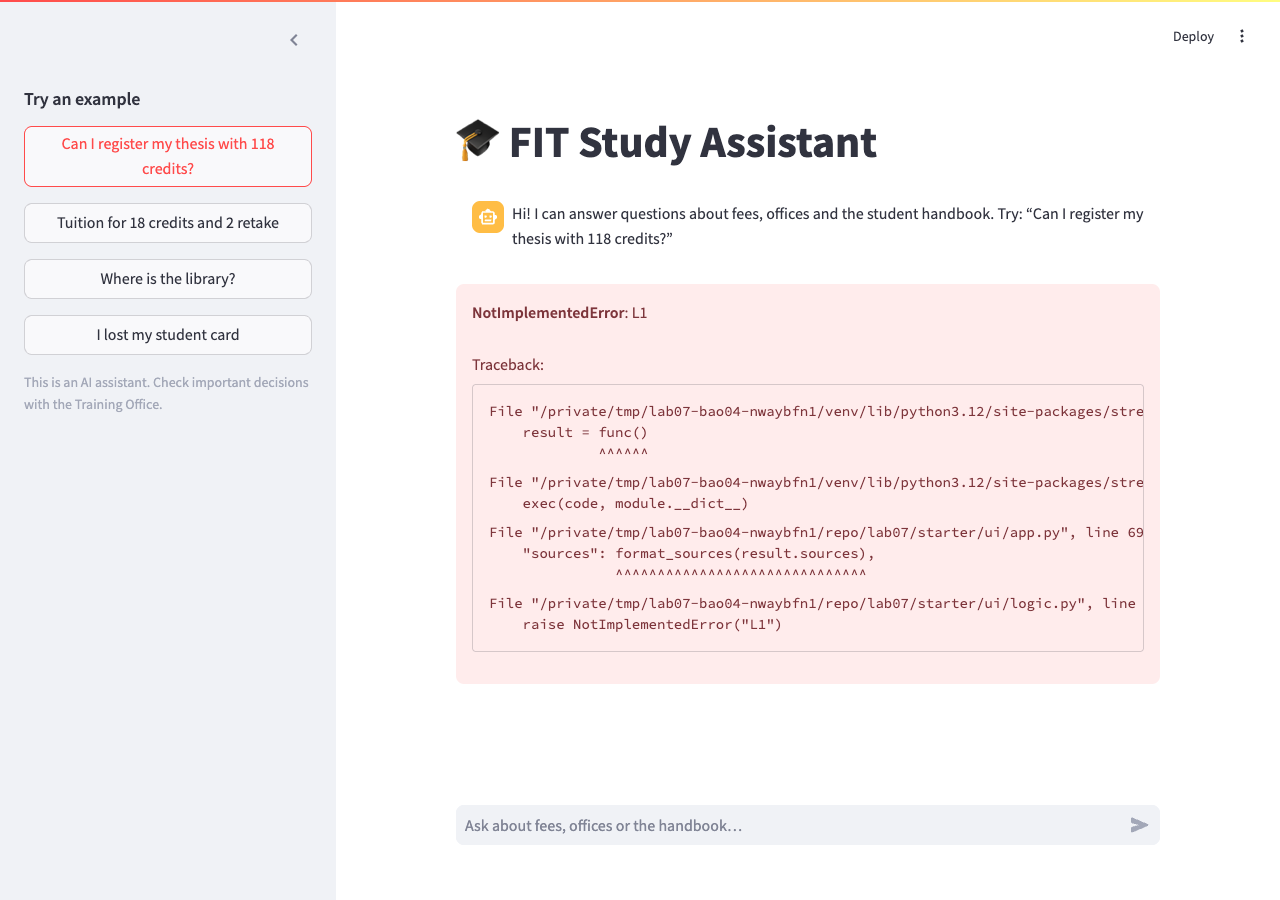 Deploy
Try an example
Can I register my thesis with 118
credits?
Tuition for 18 credits and 2 retake
Where is the library?
I lost my student card
This is an AI assistant. Check important decisions
with the Training Office.
FIT Study Assistant
Hi! I can answer questions about fees, offices and the student handbook. Try: “Can I register my
thesis with 118 credits?”
NotImplementedError: L1
Traceback:
File "/private/tmp/lab07-bao04-nwaybfn1/venv/lib/python3.12/site-packages/stre
result = func()
^^^^^^
File "/private/tmp/lab07-bao04-nwaybfn1/venv/lib/python3.12/site-packages/stre
exec(code, module.__dict__)
File "/private/tmp/lab07-bao04-nwaybfn1/repo/lab07/starter/ui/app.py", line 69
"sources": format_sources(result.sources),
^^^^^^^^^^^^^^^^^^^^^^^^^^^^^^
File "/private/tmp/lab07-bao04-nwaybfn1/repo/lab07/starter/ui/logic.py", line
raise NotImplementedError("L1")
Ask about fees, offices or the handbook…